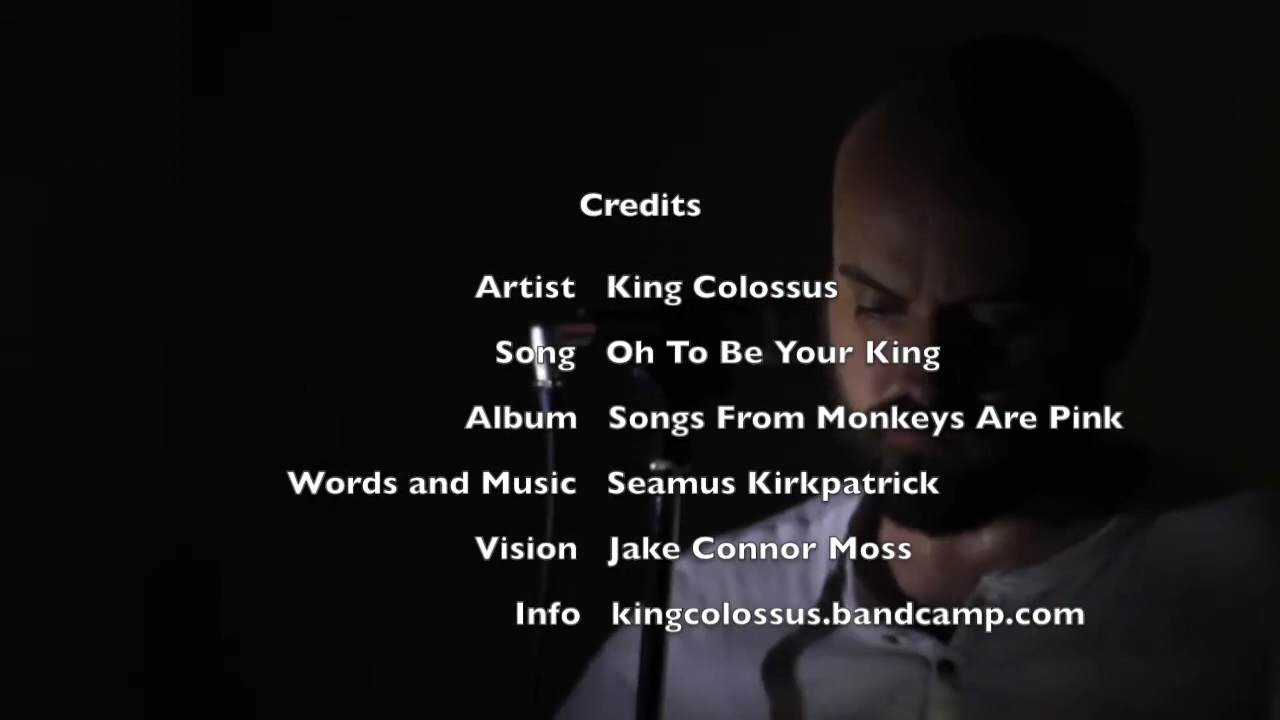 Credits
Artist King Colossus
Song Oh To Be Your King
Album Songs From Monkeys Are Pink
Words and Music Seamus Kirkpatrick
Vision Jake Connor Moss
Info kingcolossus.bandcamp.com